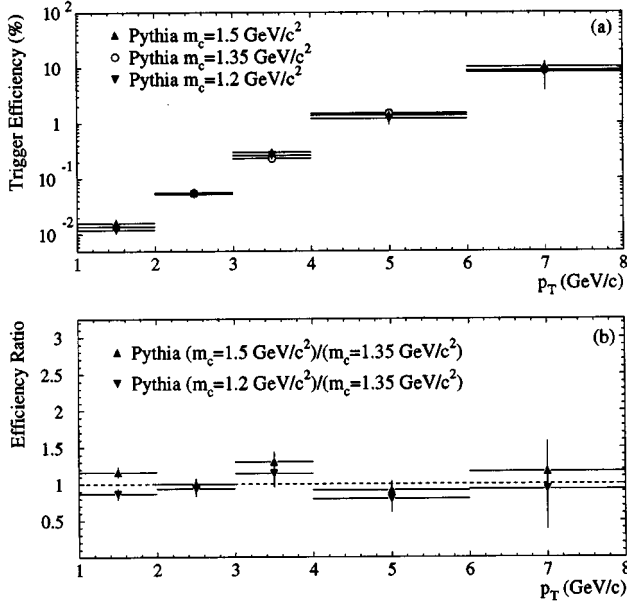 Trigger Efficiency (%)
10^2
10
1
10^-1
10^-2
(a)
Pythia m_c=1.5 GeV/c^2
Pythia m_c=1.35 GeV/c^2
Pythia m_c=1.2 GeV/c^2
1 2 3 4 5 6 7 8
p_T (GeV/c)
Efficiency Ratio
3
2.5
2
1.5
1
0.5
(b)
Pythia (m_c=1.5 GeV/c^2)/(m_c=1.35 GeV/c^2)
Pythia (m_c=1.2 GeV/c^2)/(m_c=1.35 GeV/c^2)
1 2 3 4 5 6 7 8
p_T (GeV/c)